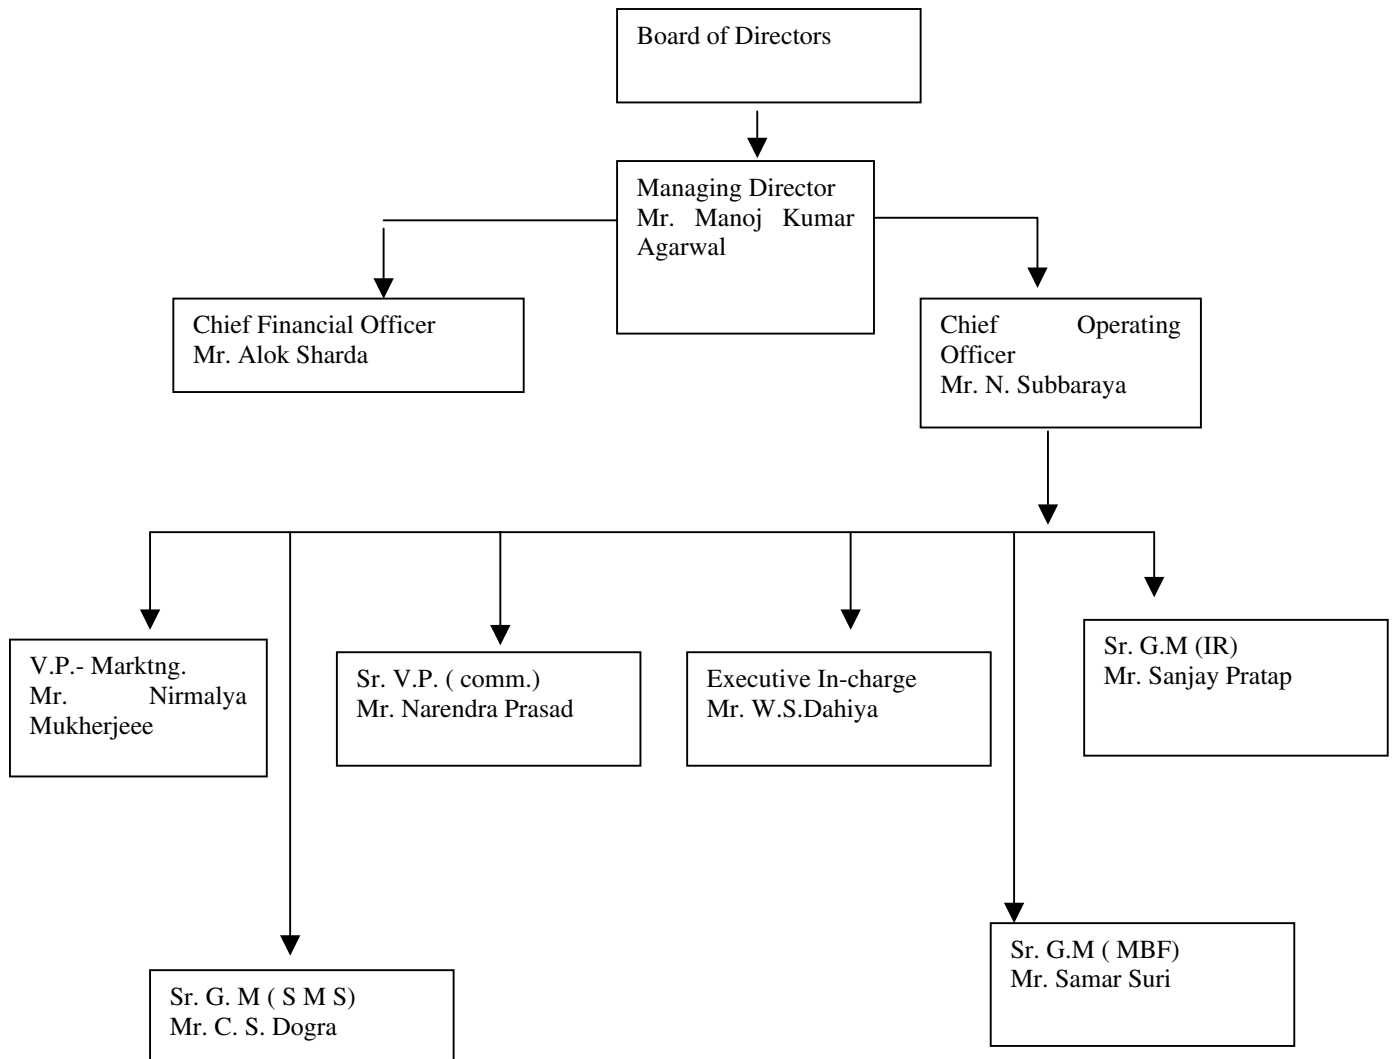 Board of Directors
Managing Director
Mr. Manoj Kumar
Agarwal
Chief Financial Officer
Mr. Alok Sharda
Chief Operating
Officer
Mr. N. Subbaraya
V.P.- Marktng.
Mr. Nirmalya
Mukherjeee
Sr. V.P. ( comm.)
Mr. Narendra Prasad
Executive In-charge
Mr. W.S.Dahiya
Sr. G.M (IR)
Mr. Sanjay Pratap
Sr. G. M ( S M S)
Mr. C. S. Dogra
Sr. G.M ( MBF)
Mr. Samar Suri